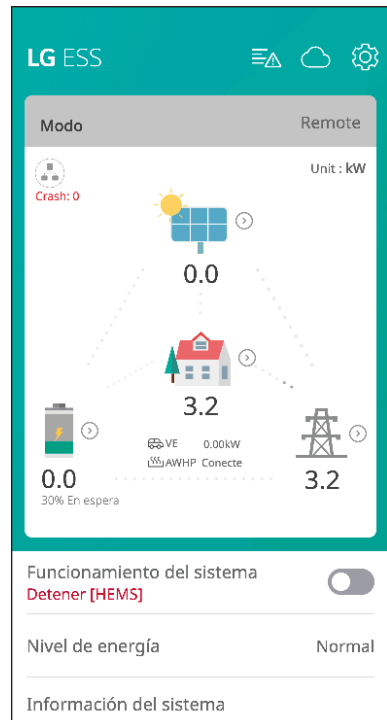 LG ESS
Modo Remote
Unit : kW
Crash: 0
0.0
3.2
VE 0.00kW
AWHP Conecte
0.0
30% En espera
3.2
Funcionamiento del sistema
Detener [HEMS]
Nivel de energía Normal
Información del sistema